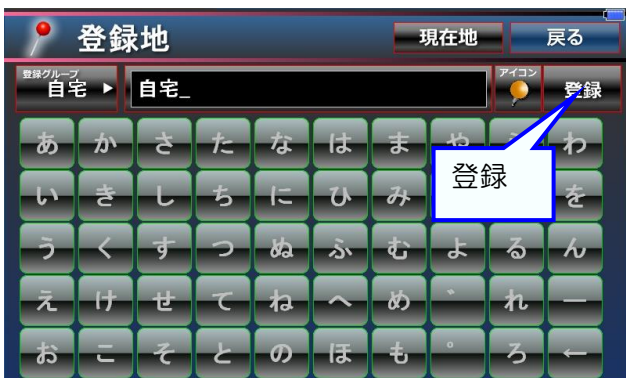 登録地
現在地
戻る
登録グループ
自宅
自宅_
アイコン
登録
登録
あ か さ た な は ま や わ
い き し ち に ひ み を
う く す つ ぬ ふ む よ る ん
え け せ て ね へ め ゛ れ ー
お こ そ と の ほ も ゜ ろ ←